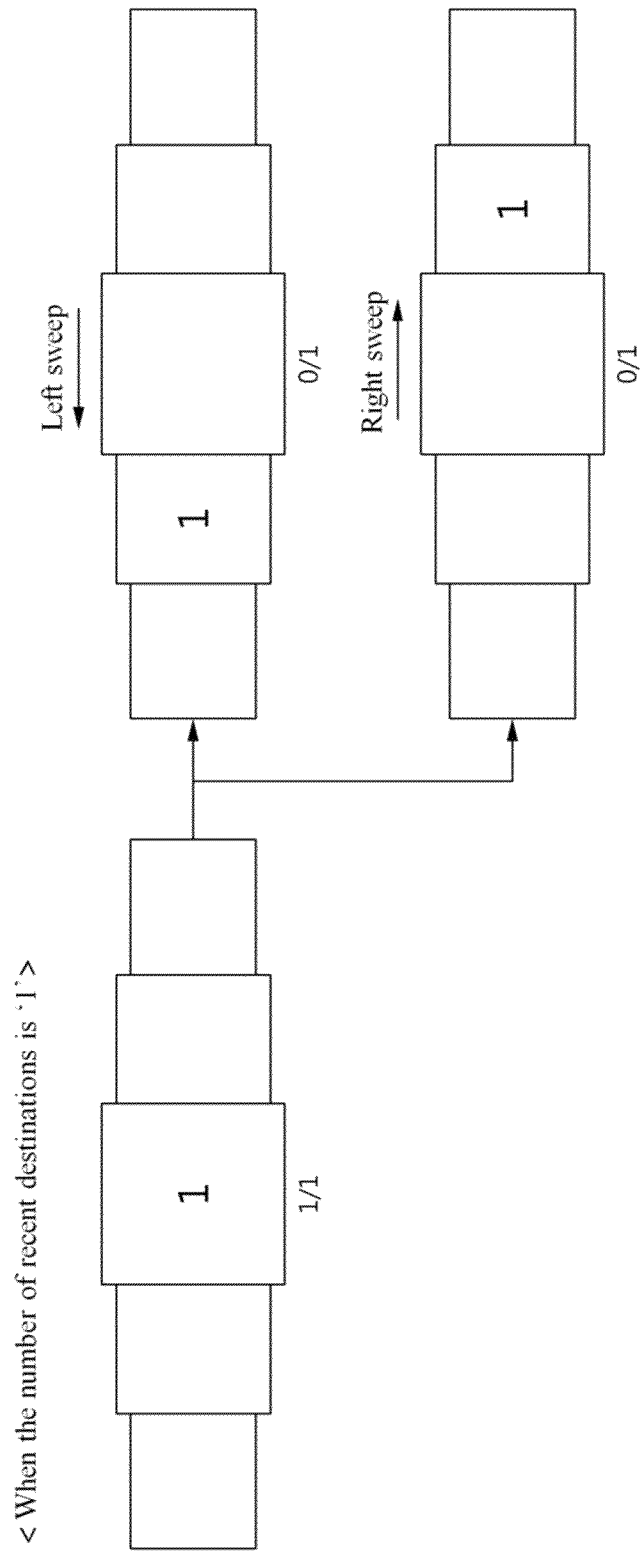 < When the number of recent destinations is `1`>
1
1/1
Left sweep
1
0/1
Right sweep
1
0/1